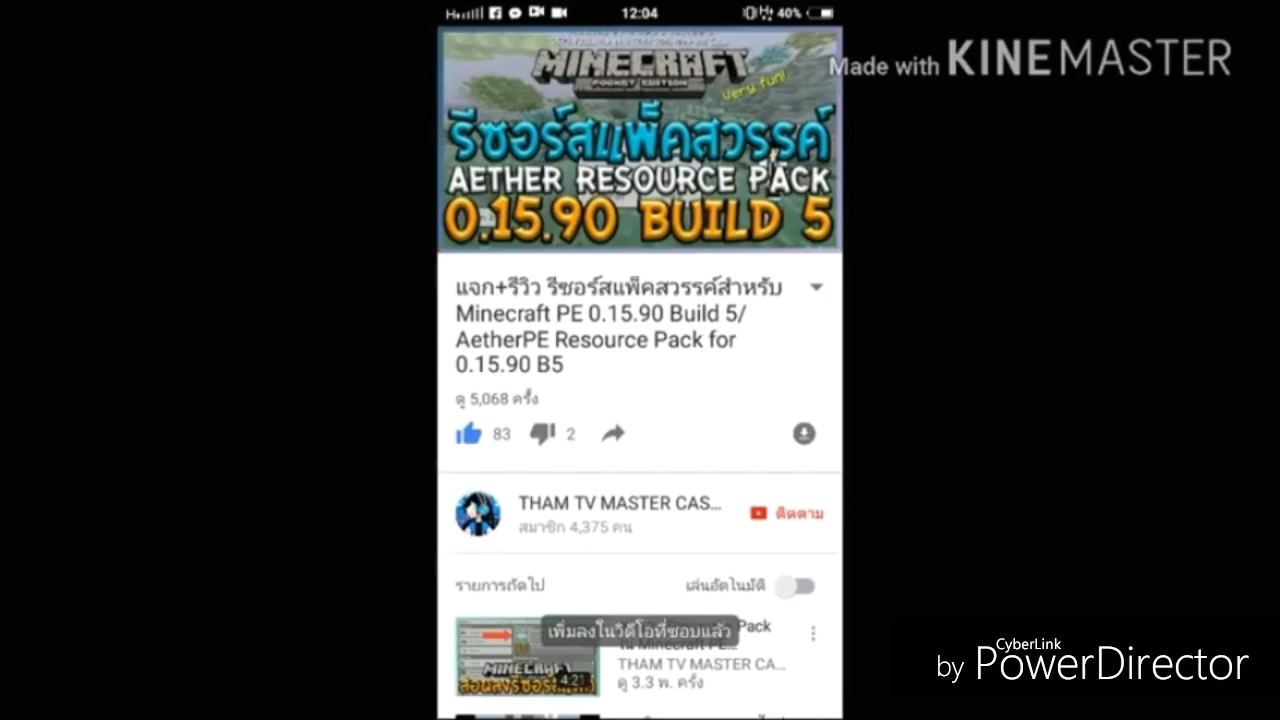 12:04
40%
Made with KINEMASTER
MINECRAFT
POCKET EDITION
Very fun!
รีซอร์สแพ็คสวรรค์
AETHER RESOURCE PACK
0.15.90 BUILD 5
แจก+รีวิว รีซอร์สแพ็คสวรรค์สำหรับ
Minecraft PE 0.15.90 Build 5/
AetherPE Resource Pack for
0.15.90 B5
ดู 5,068 ครั้ง
83
2
THAM TV MASTER CAS...
ติดตาม
สมาชิก 4,375 คน
รายการถัดไป
เล่นอัตโนมัติ
เพิ่มลงในวิดีโอที่ชอบแล้ว
Pack
Minecraft PE...
MINECRAFT
4:21
THAM TV MASTER CA...
ดู 3.3 พ. ครั้ง
CyberLink
by PowerDirector